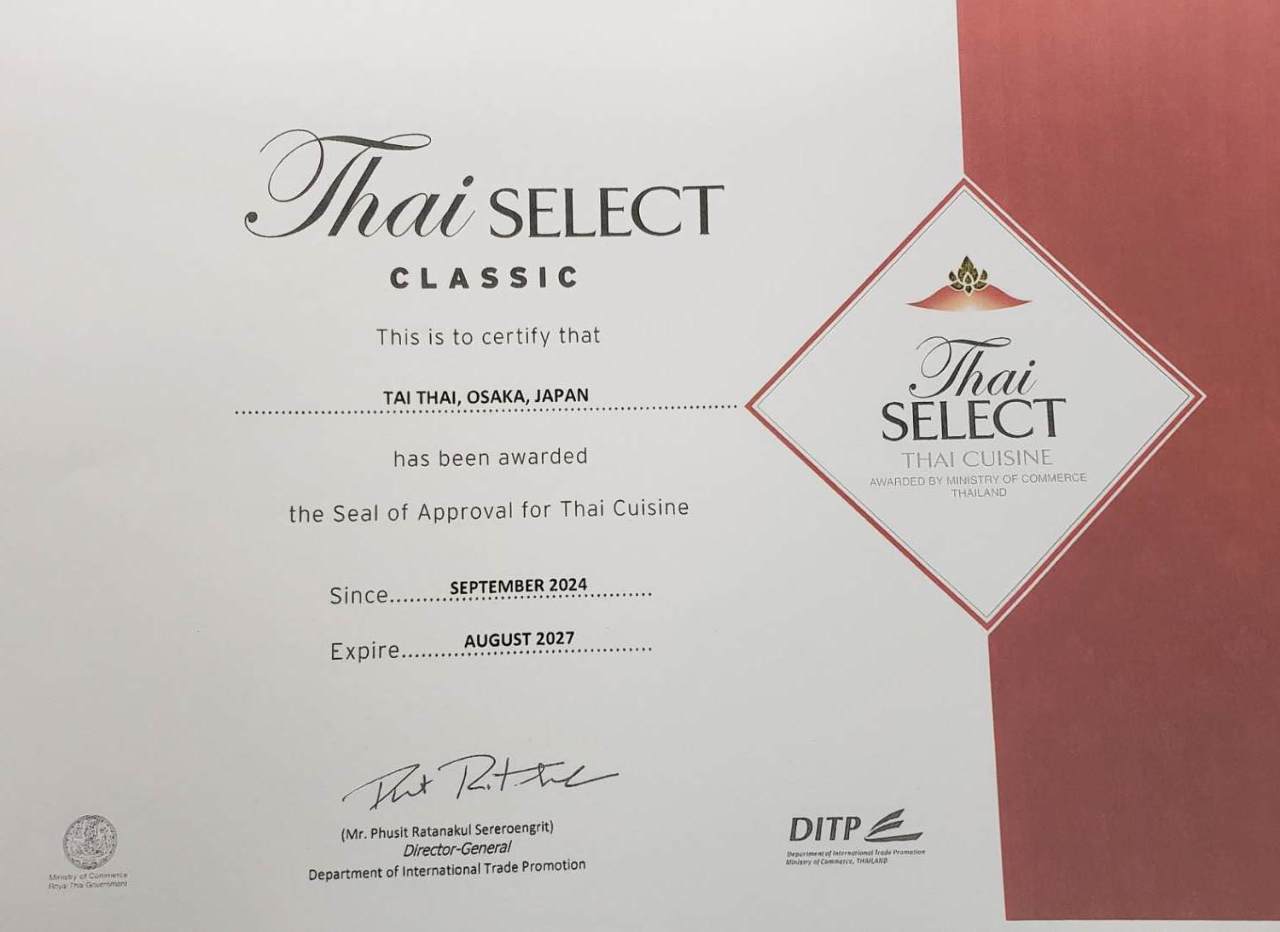 Thai SELECT
CLASSIC
This is to certify that
TAI THAI, OSAKA, JAPAN
has been awarded
the Seal of Approval for Thai Cuisine
Since..........SEPTEMBER 2024..........
Expire..........AUGUST 2027..........
(Mr. Phusit Ratanakul Sereroengrit)
Director-General
Department of International Trade Promotion
Thai
SELECT
THAI CUISINE
AWARDED BY MINISTRY OF COMMERCE
THAILAND
Ministry of Commerce
Royal Thai Government
DITP
Department of International Trade Promotion
Ministry of Commerce, THAILAND